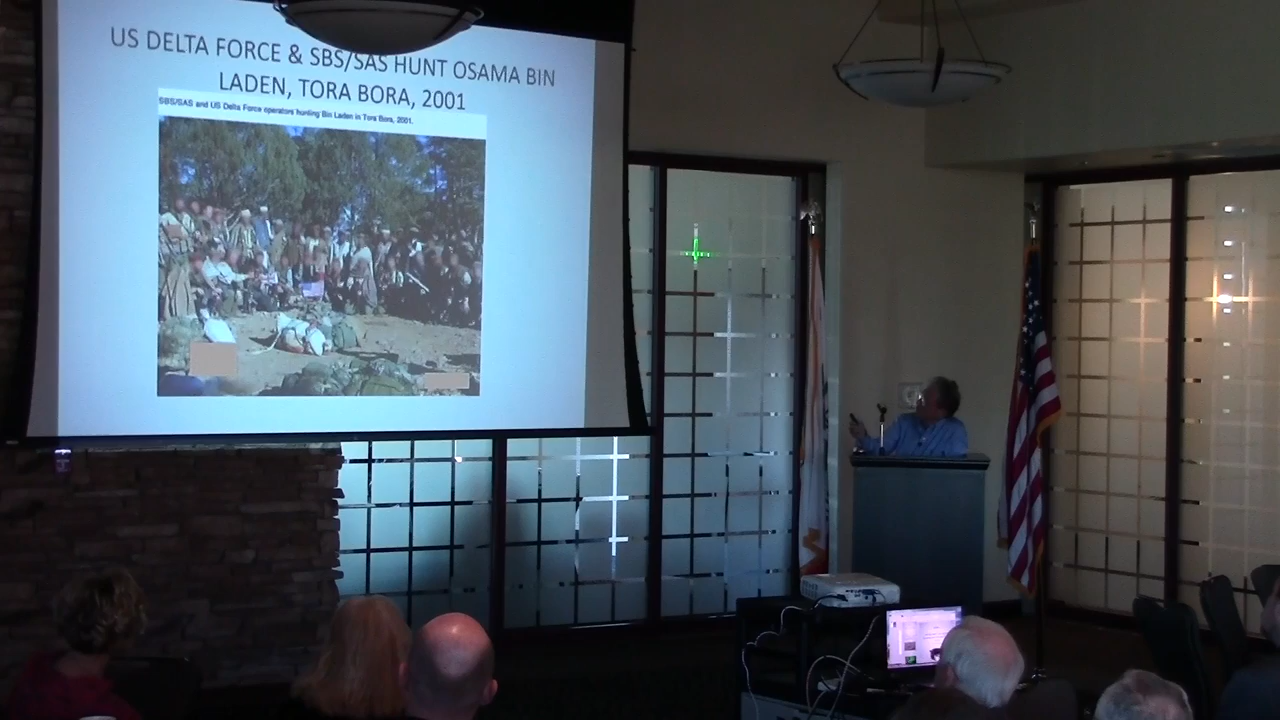 US DELTA FORCE & SBS/SAS HUNT OSAMA BIN
LADEN, TORA BORA, 2001
SBS/SAS and US Delta Force operators hunting Bin Laden in Tora Bora, 2001.